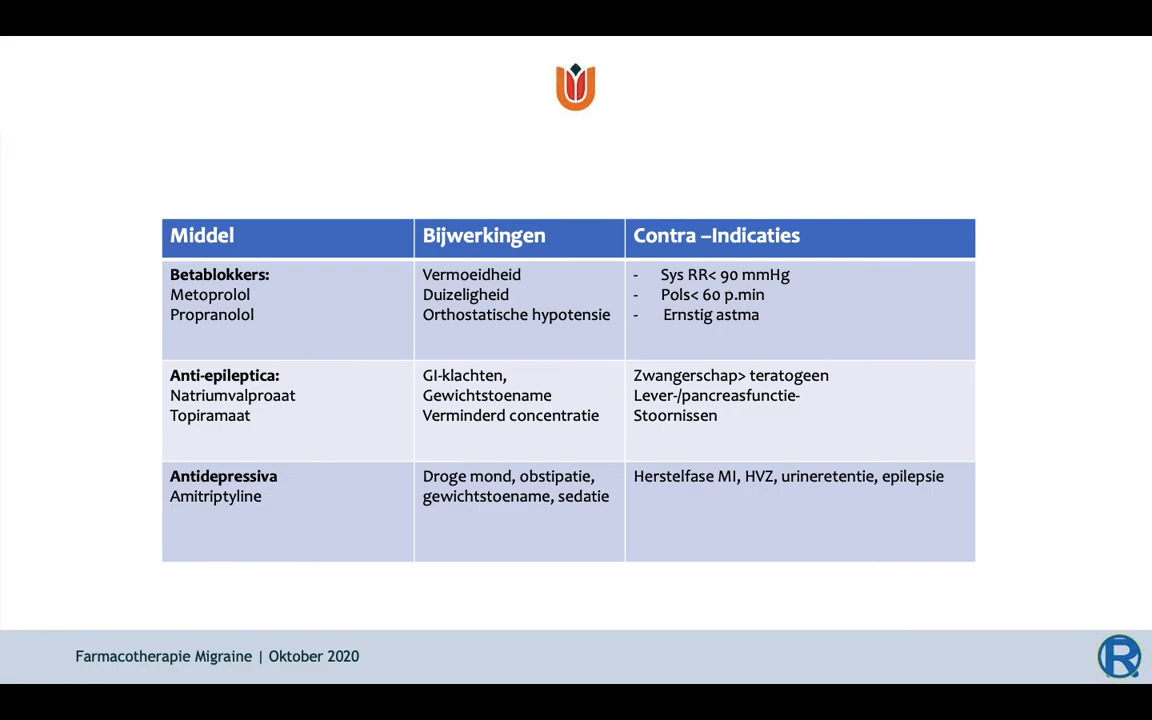 Middel
Bijwerkingen
Contra –Indicaties
Betablokkers:
Metoprolol
Propranolol
Vermoeidheid
Duizeligheid
Orthostatische hypotensie
- Sys RR< 90 mmHg
- Pols< 60 p.min
- Ernstig astma
Anti-epileptica:
Natriumvalproaat
Topiramaat
GI-klachten,
Gewichtstoename
Verminderd concentratie
Zwangerschap> teratogeen
Lever-/pancreasfunctie-
Stoornissen
Antidepressiva
Amitriptyline
Droge mond, obstipatie,
gewichtstoename, sedatie
Herstelfase MI, HVZ, urineretentie, epilepsie
Farmacotherapie Migraine | Oktober 2020
R